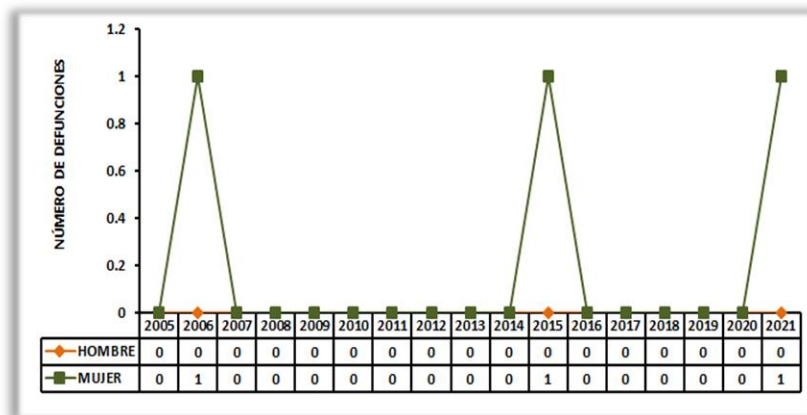 NÚMERO DE DEFUNCIONES
1.2
1
0.8
0.6
0.4
0.2
0
2005 2006 2007 2008 2009 2010 2011 2012 2013 2014 2015 2016 2017 2018 2019 2020 2021
HOMBRE 0 0 0 0 0 0 0 0 0 0 0 0 0 0 0 0 0
MUJER 0 1 0 0 0 0 0 0 0 0 1 0 0 0 0 0 1